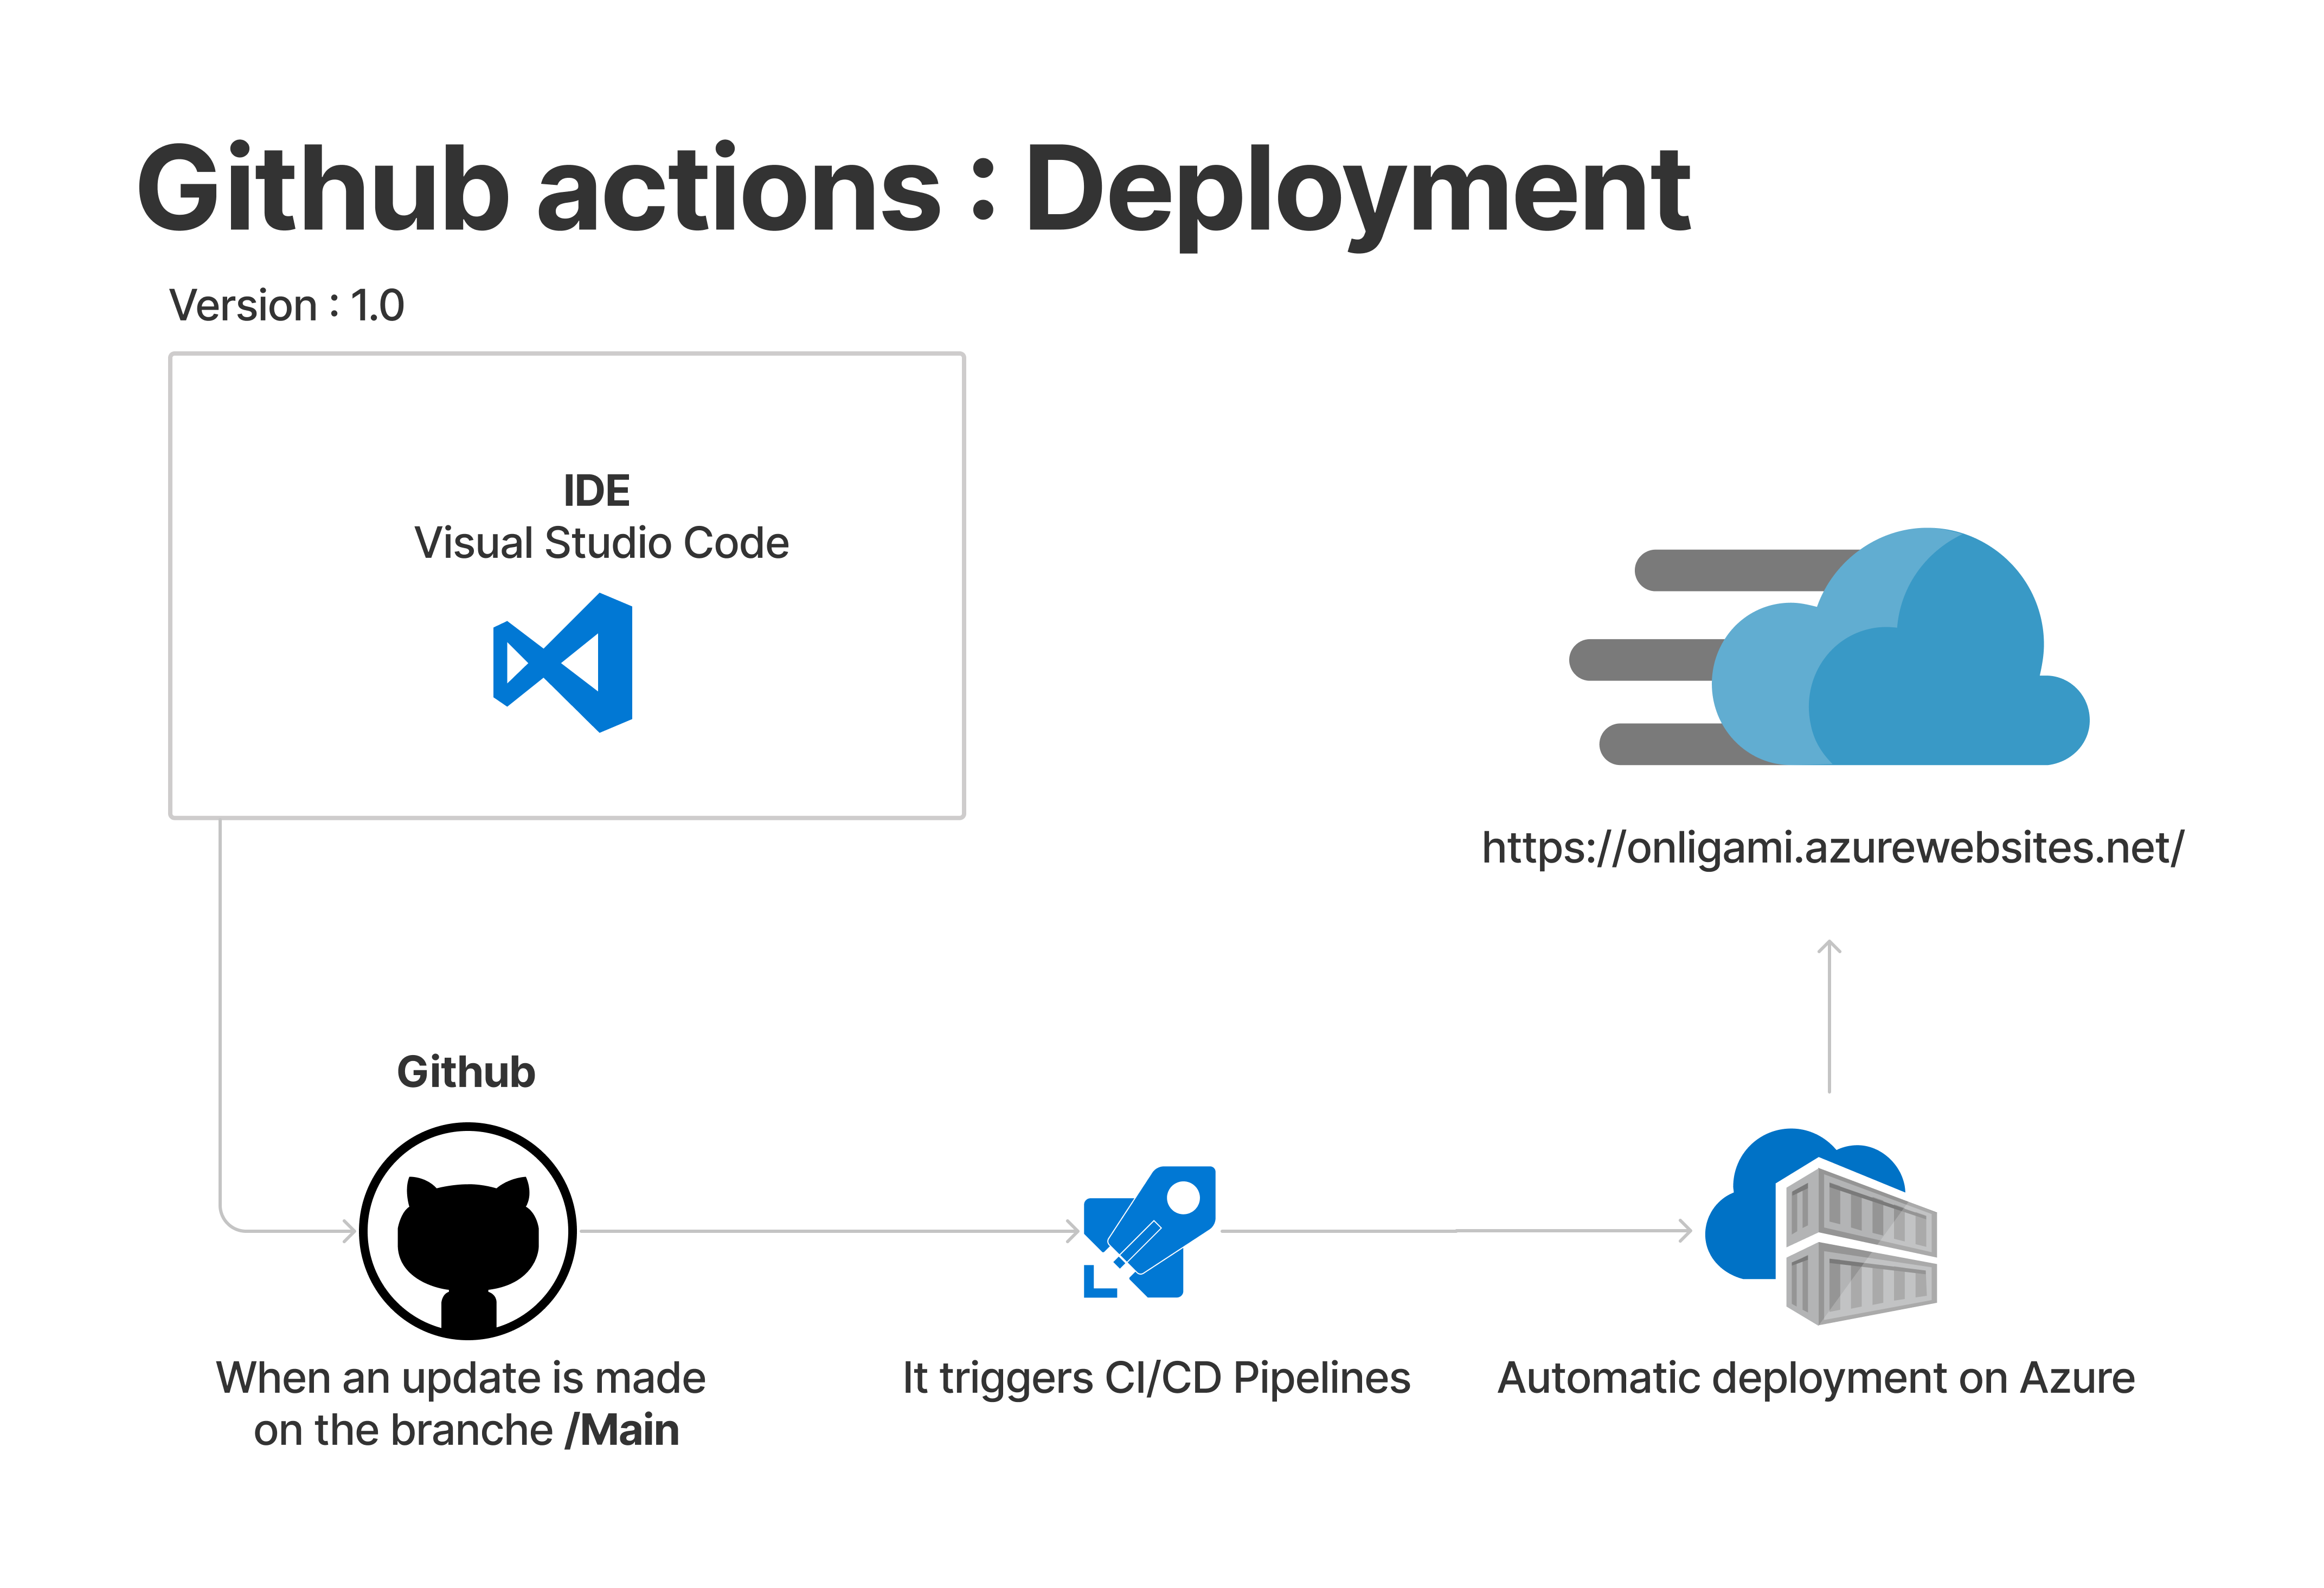 Github actions : Deployment
Version : 1.0
IDE
Visual Studio Code
https://onligami.azurewebsites.net/
Github
When an update is made
on the branche /Main
It triggers CI/CD Pipelines
Automatic deployment on Azure